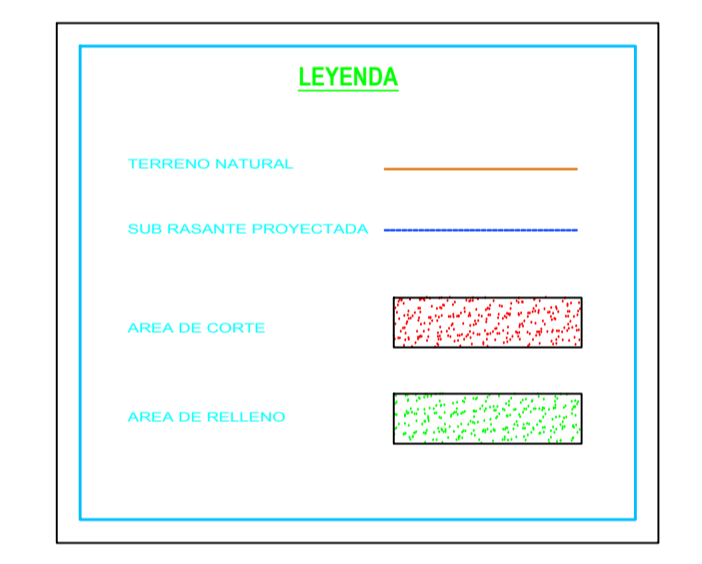 LEYENDA
TERRENO NATURAL
SUB RASANTE PROYECTADA
AREA DE CORTE
AREA DE RELLENO